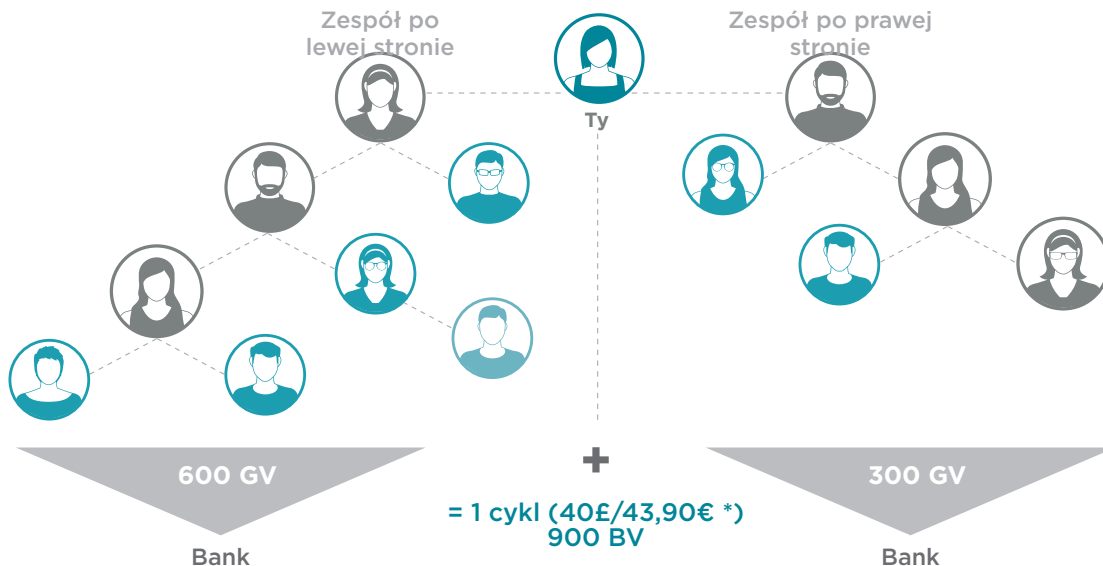 Zespół po
lewej stronie
Zespół po prawej
stronie
Ty
600 GV
+
300 GV
= 1 cykl (40£/43,90€ *)
900 BV
Bank
Bank